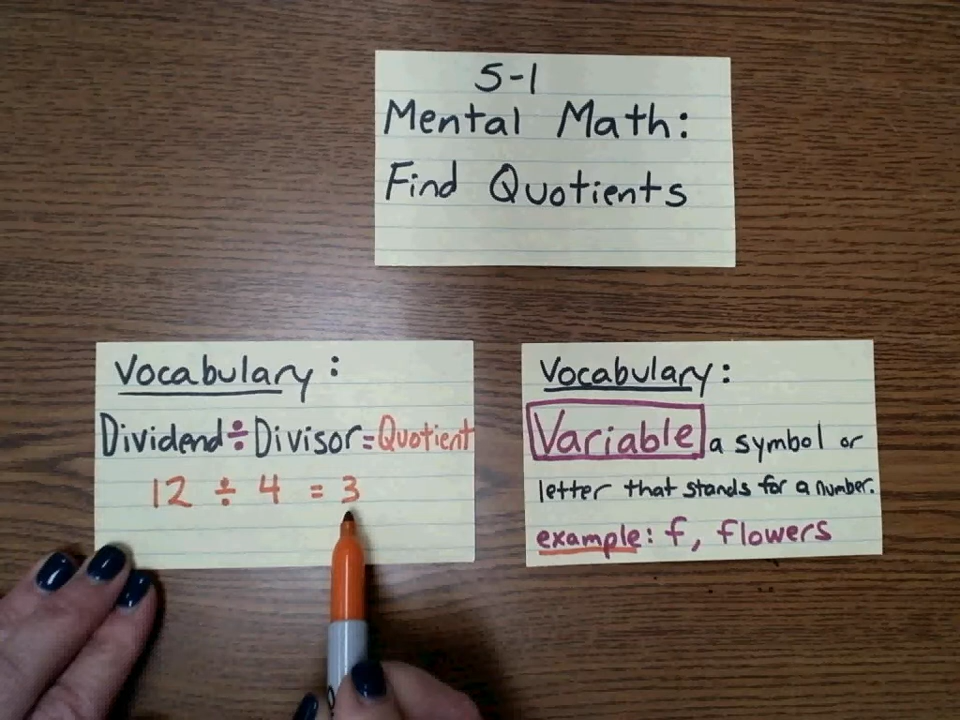 5-1
Mental Math:
Find Quotients
Vocabulary:
Dividend ÷ Divisor = Quotient
12 ÷ 4 = 3
Vocabulary:
Variable a symbol or
letter that stands for a number.
example: f, flowers